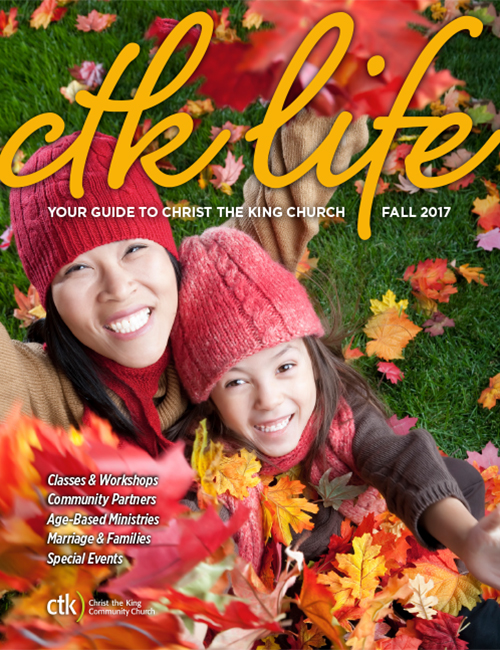 ctk life
YOUR GUIDE TO CHRIST THE KING CHURCH FALL 2017
Classes & Workshops
Community Partners
Age-Based Ministries
Marriage & Families
Special Events
ctk) Christ the King
Community Church